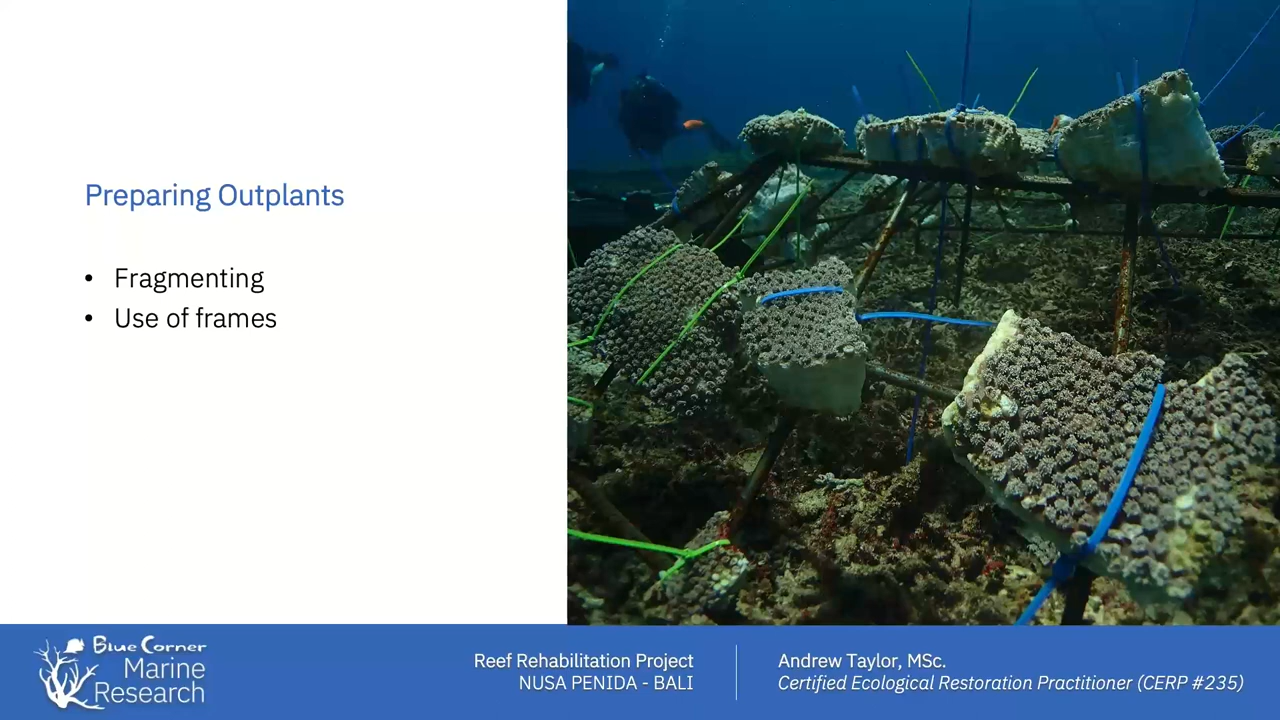 Preparing Outplants
• Fragmenting
• Use of frames
Blue Corner
Marine
Research
Reef Rehabilitation Project
NUSA PENIDA - BALI
Andrew Taylor, MSc.
Certified Ecological Restoration Practitioner (CERP #235)